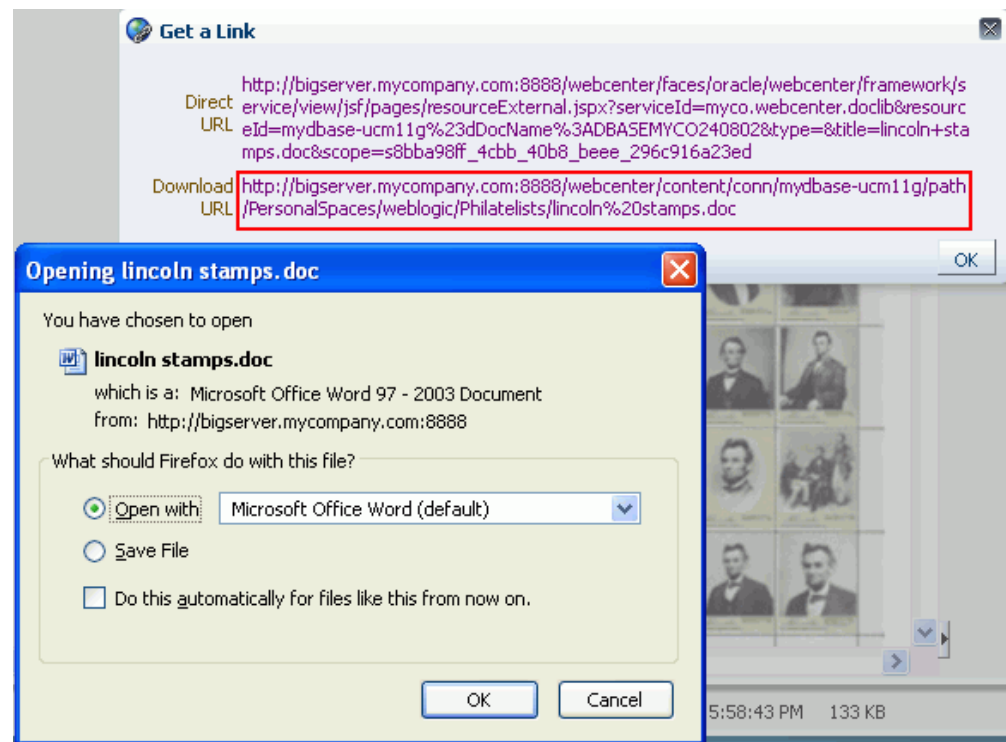 Get a Link
Direct URL
http://bigserver.mycompany.com:8888/webcenter/faces/oracle/webcenter/framework/s
ervice/view/jsf/pages/resourceExternal.jspx?serviceId=myco.webcenter.doclib&resourc
eId=mydbase-ucm11g%23dDocName%3ADBASEMYCO240802&type=&title=lincoln+sta
mps.doc&scope=s8bba98ff_4cbb_40b8_beee_296c916a23ed
Download URL
http://bigserver.mycompany.com:8888/webcenter/content/conn/mydbase-ucm11g/path
/PersonalSpaces/weblogic/Philatelists/lincoln%20stamps.doc
OK
Opening lincoln stamps.doc
You have chosen to open
lincoln stamps.doc
which is a: Microsoft Office Word 97 - 2003 Document
from: http://bigserver.mycompany.com:8888
What should Firefox do with this file?
Open with Microsoft Office Word (default)
Save File
Do this automatically for files like this from now on.
OK Cancel
5:58:43 PM 133 KB